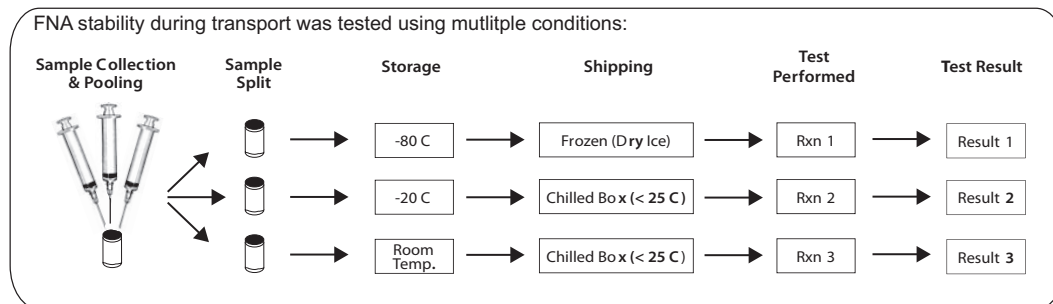 FNA stability during transport was tested using mutlitple conditions:
Sample Collection
& Pooling
Sample
Split
Storage
Shipping
Test
Performed
Test Result
-80 C
Frozen (Dry Ice)
Rxn 1
Result 1
-20 C
Chilled Box (< 25 C)
Rxn 2
Result 2
Room
Temp.
Chilled Box (< 25 C)
Rxn 3
Result 3